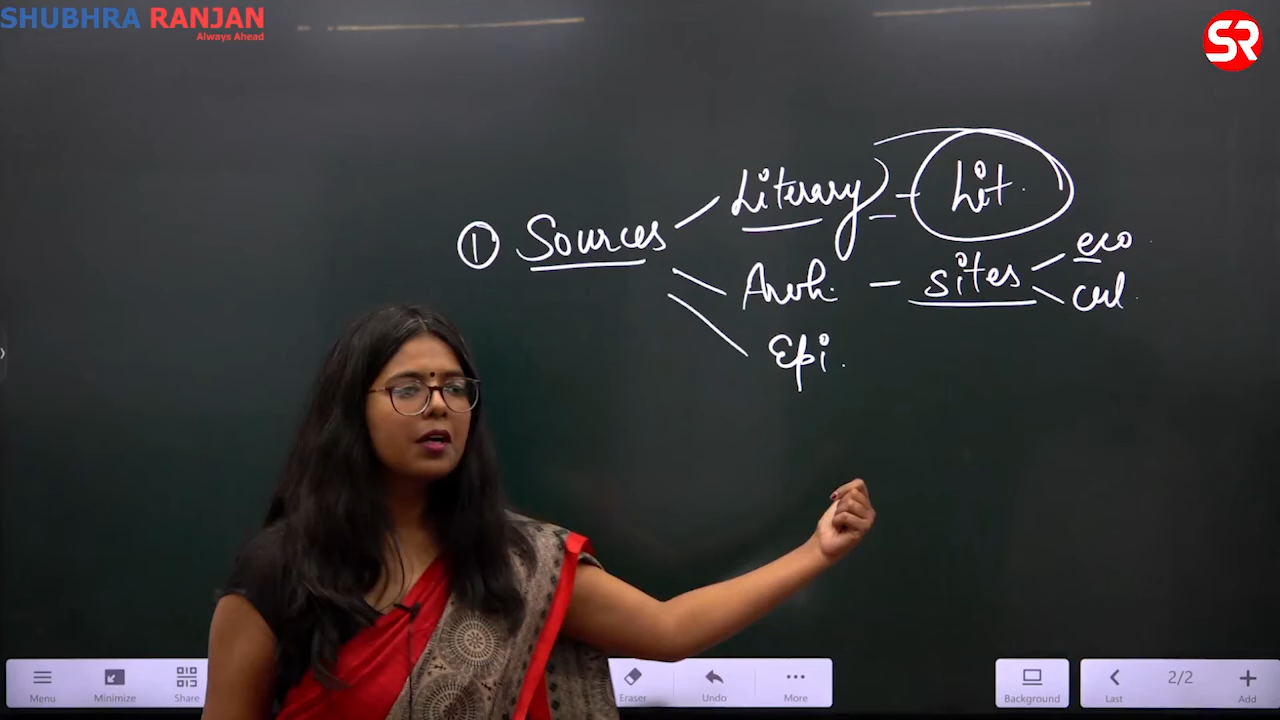 SHUBHRA RANJAN
Always Ahead
SR
① Sources
Literary - Lit.
Arch. - sites
eco
cul.
Epi.
Menu
Minimize
Share
Eraser
Undo
More
Background
Last
2/2
Add